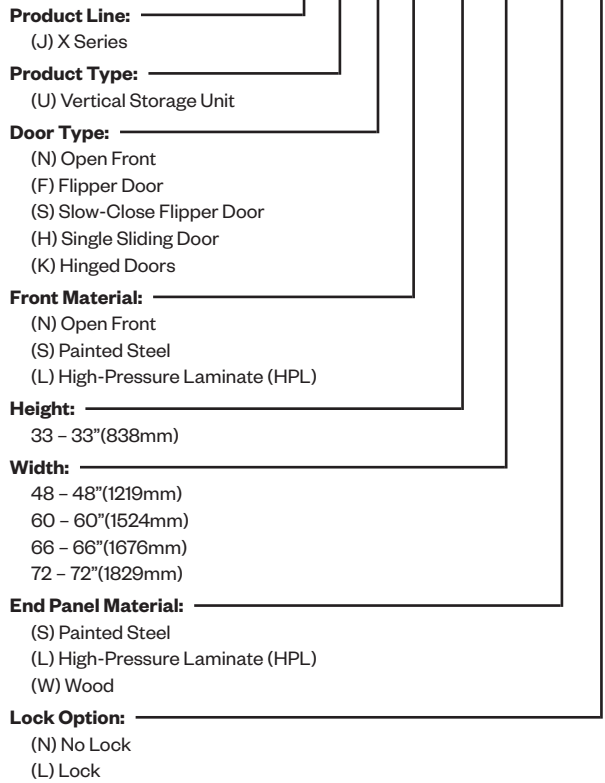 Product Line:
(J) X Series
Product Type:
(U) Vertical Storage Unit
Door Type:
(N) Open Front
(F) Flipper Door
(S) Slow-Close Flipper Door
(H) Single Sliding Door
(K) Hinged Doors
Front Material:
(N) Open Front
(S) Painted Steel
(L) High-Pressure Laminate (HPL)
Height:
33 – 33”(838mm)
Width:
48 – 48”(1219mm)
60 – 60”(1524mm)
66 – 66”(1676mm)
72 – 72”(1829mm)
End Panel Material:
(S) Painted Steel
(L) High-Pressure Laminate (HPL)
(W) Wood
Lock Option:
(N) No Lock
(L) Lock